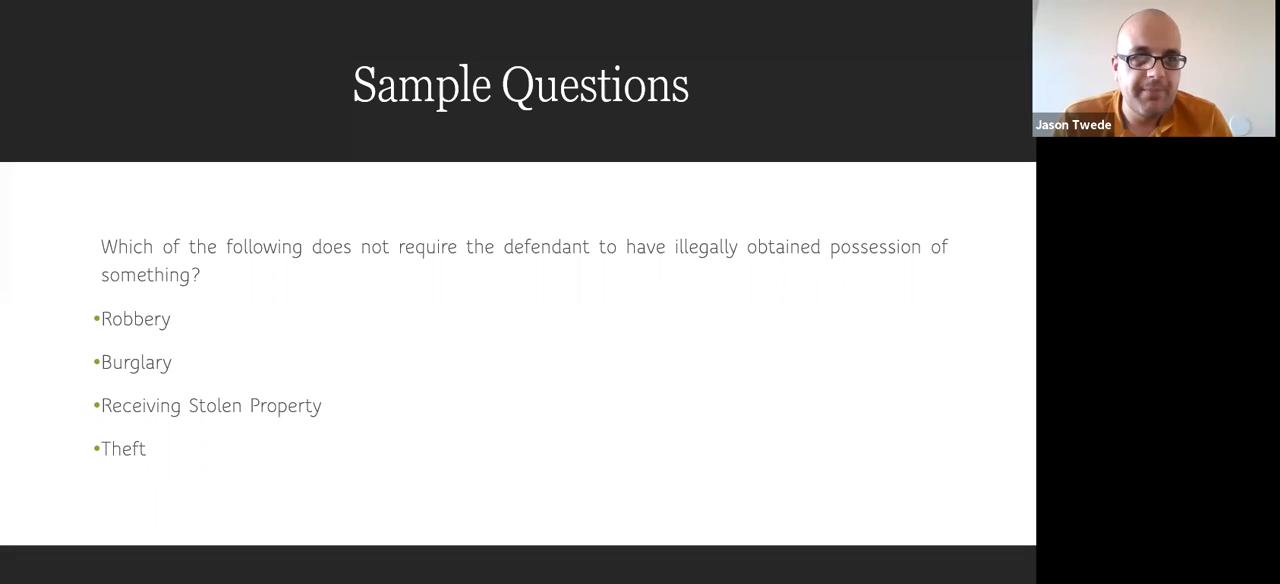 Sample Questions
Jason Twede
Which of the following does not require the defendant to have illegally obtained possession of
something?
•Robbery
•Burglary
•Receiving Stolen Property
•Theft